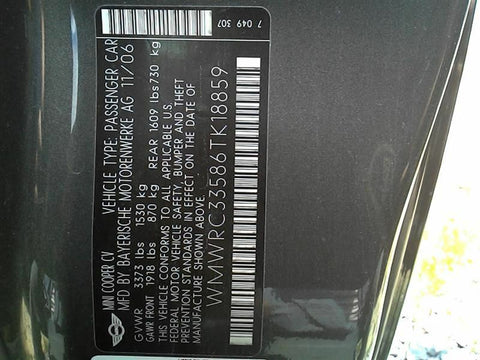 MINI COOPER CV VEHICLE TYPE: PASSENGER CAR
MFD BY BAYERISCHE MOTORENWERKE AG 11/06
GVWR 3373 lbs 1530 kg
GAWR FRONT 1918 lbs 870 kg REAR 1609 lbs 730 kg
THIS VEHICLE CONFORMS TO ALL APPLICABLE
FEDERAL MOTOR VEHICLE SAFETY, BUMPER AND THEFT
PREVENTION STANDARDS IN EFFECT ON THE DATE OF
MANUFACTURE SHOWN ABOVE.
WMWRC33586TK18859
7 049 307